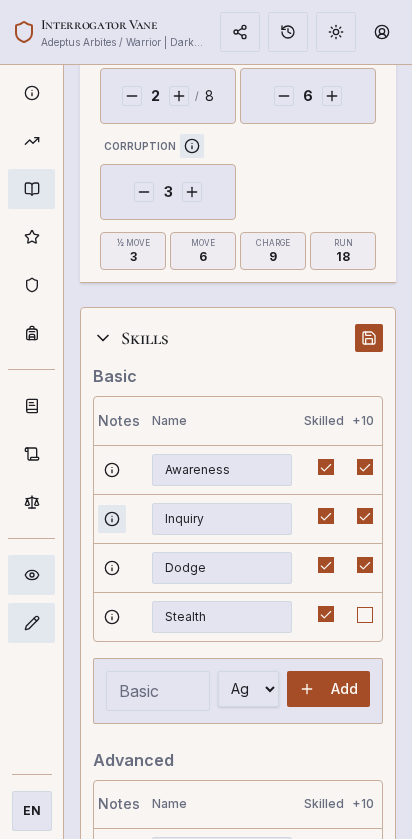 Interrogator Vane
Adeptus Arbites / Warrior | Dark...
2 / 8
6
CORRUPTION
3
½ MOVE
3
MOVE
6
CHARGE
9
RUN
18
Skills
Basic
Notes Name Skilled +10
Awareness
Inquiry
Dodge
Stealth
Basic Ag Add
Advanced
Notes Name Skilled +10
EN